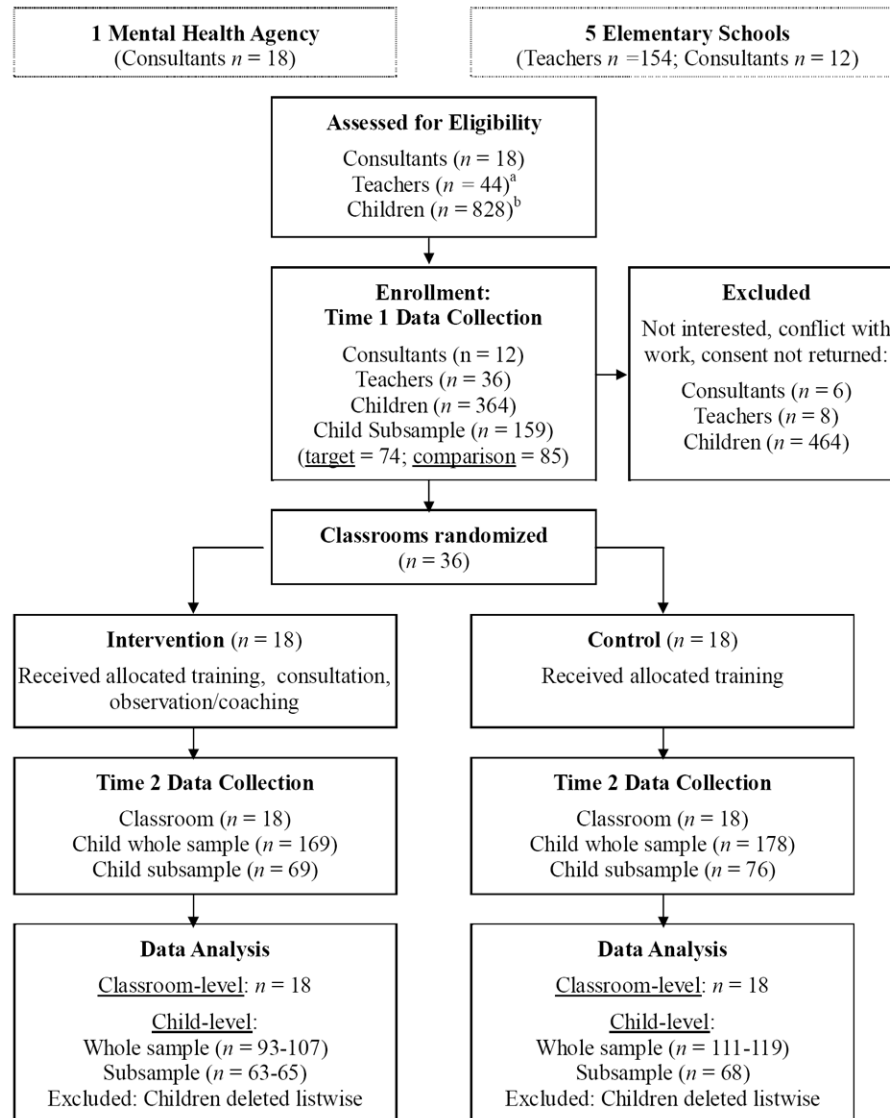 1 Mental Health Agency
(Consultants n = 18)
5 Elementary Schools
(Teachers n =154; Consultants n = 12)
Assessed for Eligibility
Consultants (n = 18)
Teachers (n = 44)a
Children (n = 828)b
Enrollment:
Time 1 Data Collection
Consultants (n = 12)
Teachers (n = 36)
Children (n = 364)
Child Subsample (n = 159)
(target = 74; comparison = 85)
Excluded
Not interested, conflict with
work, consent not returned:
Consultants (n = 6)
Teachers (n = 8)
Children (n = 464)
Classrooms randomized
(n = 36)
Intervention (n = 18)
Received allocated training, consultation,
observation/coaching
Control (n = 18)
Received allocated training
Time 2 Data Collection
Classroom (n = 18)
Child whole sample (n = 169)
Child subsample (n = 69)
Time 2 Data Collection
Classroom (n = 18)
Child whole sample (n = 178)
Child subsample (n = 76)
Data Analysis
Classroom-level: n = 18
Child-level:
Whole sample (n = 93-107)
Subsample (n = 63-65)
Excluded: Children deleted listwise
Data Analysis
Classroom-level: n = 18
Child-level:
Whole sample (n = 111-119)
Subsample (n = 68)
Excluded: Children deleted listwise